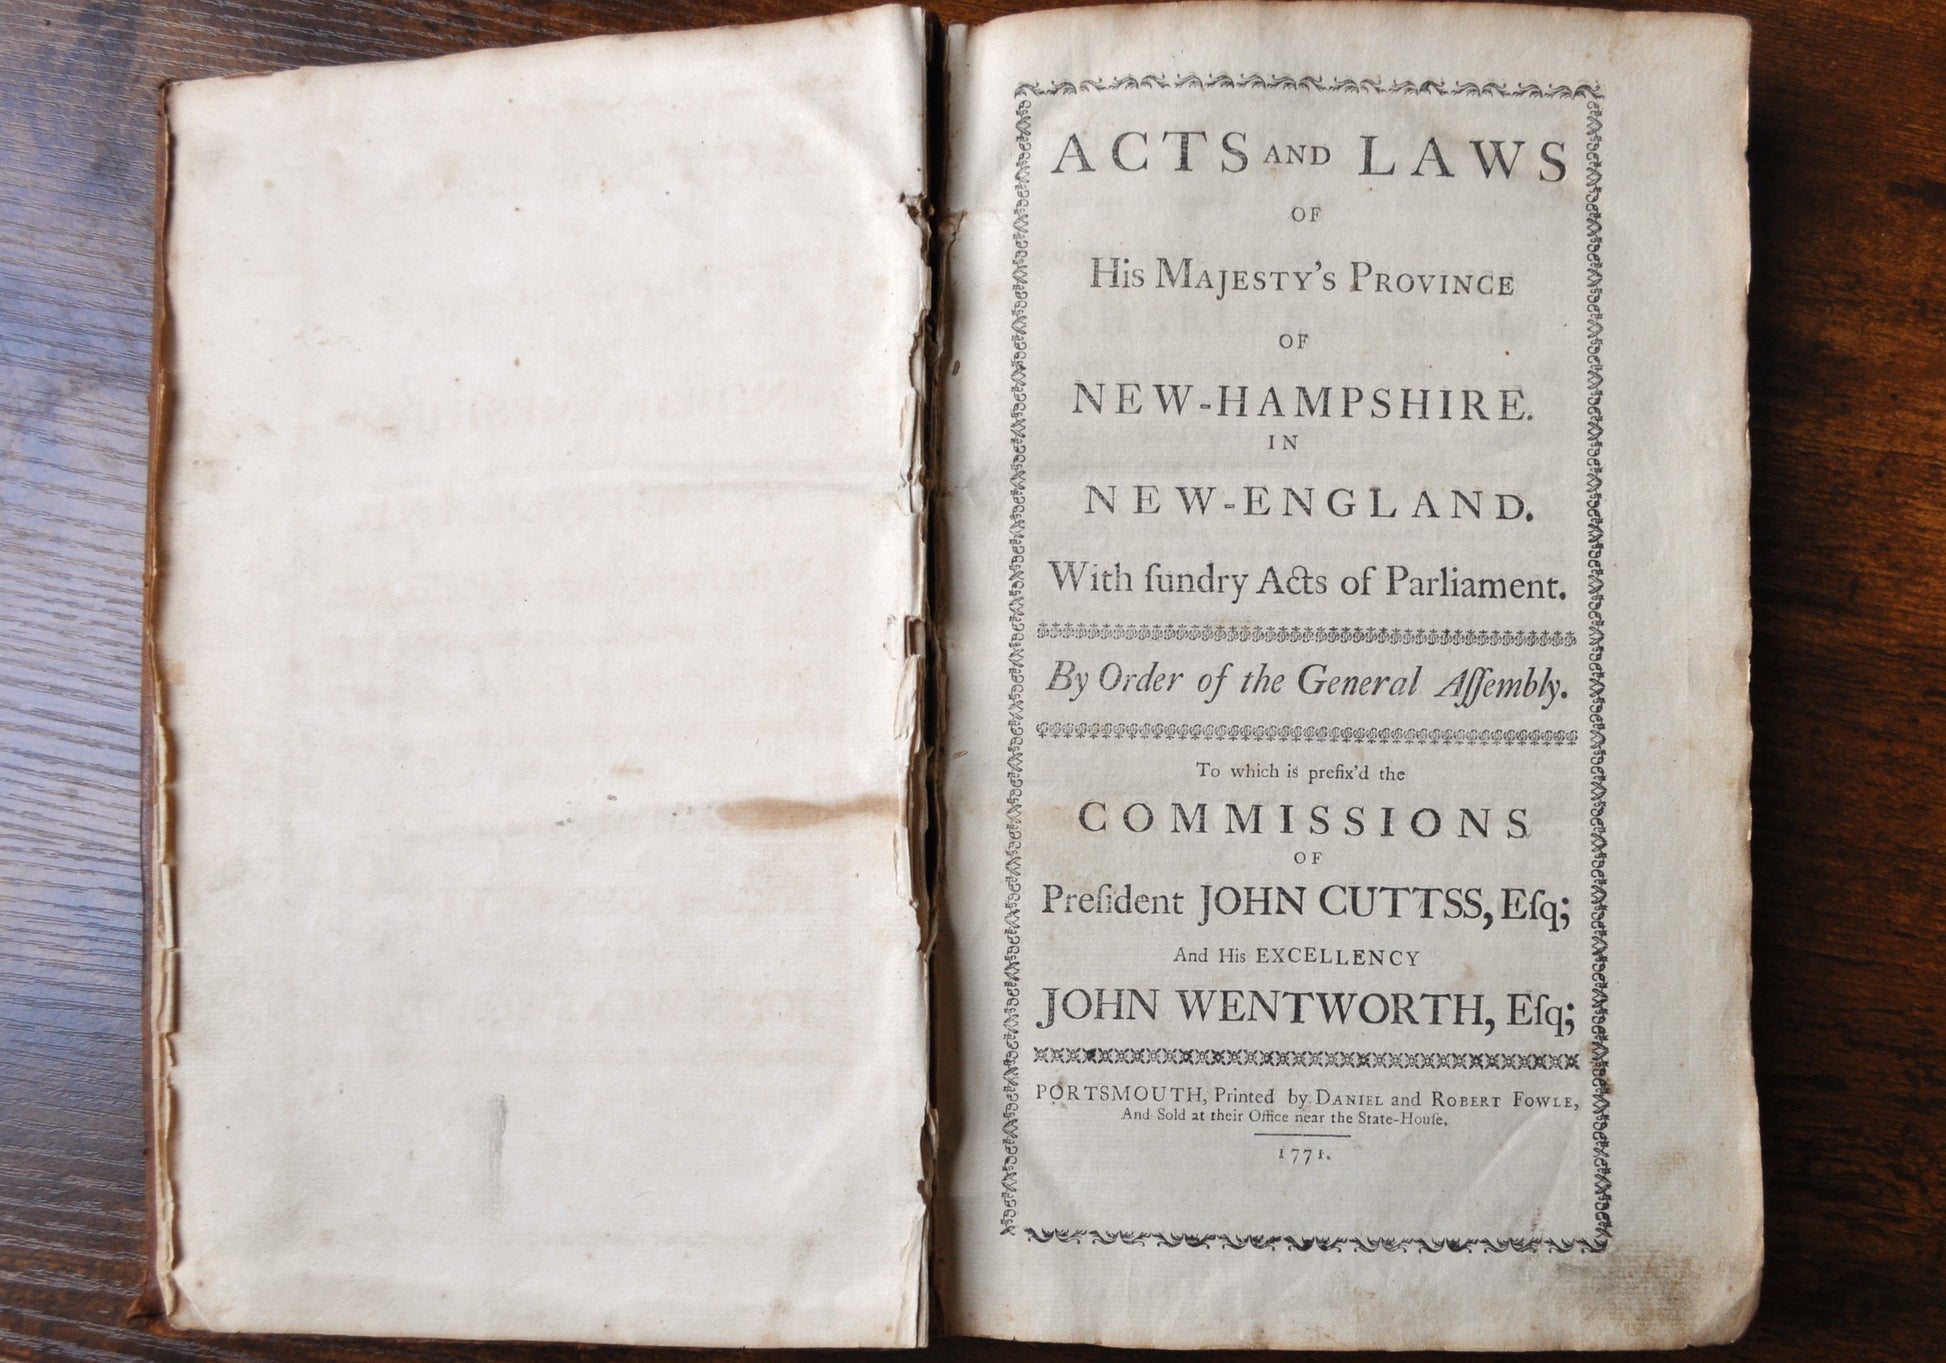 ACTS AND LAWS
OF
His Majesty's Province
OF
NEW-HAMPSHIRE.
IN
NEW-ENGLAND.
With ſundry Acts of Parliament.
By Order of the General Aſſembly.
To which is prefix'd the
COMMISSIONS
OF
Preſident JOHN CUTTSS, Eſq;
And His EXCELLENCY
JOHN WENTWORTH, Eſq;
PORTSMOUTH, Printed by Daniel and Robert Fowle,
And Sold at their Office near the State-Houſe.
1771.